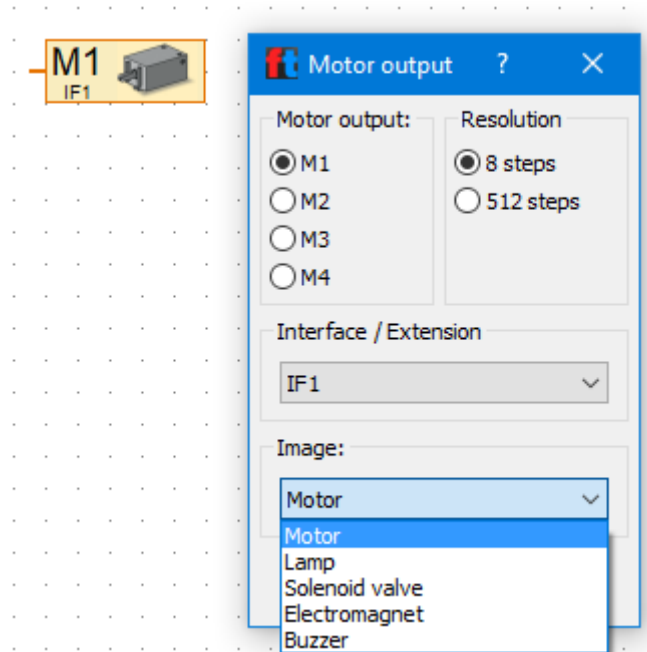 M1
IF1
ft Motor output ? ×
Motor output:
M1
M2
M3
M4
Resolution
8 steps
512 steps
Interface / Extension
IF1
Image:
Motor
Motor
Lamp
Solenoid valve
Electromagnet
Buzzer